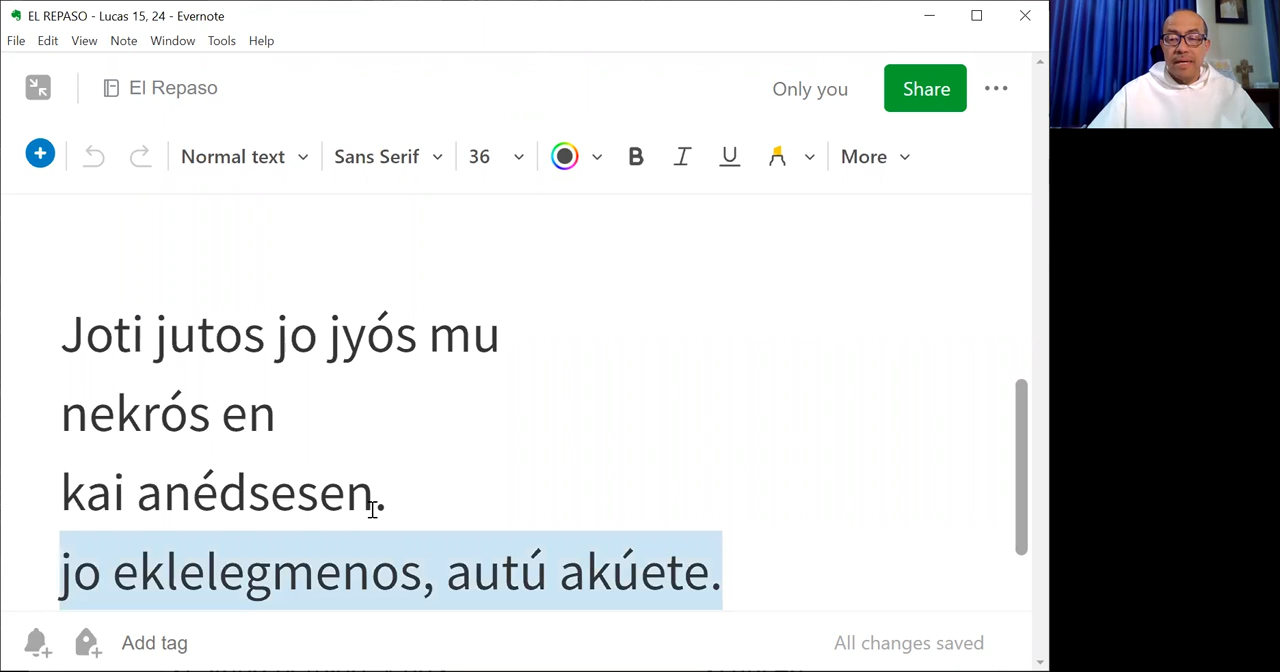 EL REPASO - Lucas 15, 24 - Evernote
File Edit View Note Window Tools Help
El Repaso
Only you
Share
Normal text
Sans Serif
36
B I U
More
Joti jutos jo jyós mu
nekrós en
kai anédsesen.
jo eklelegmenos, autú akúete.
Add tag
All changes saved